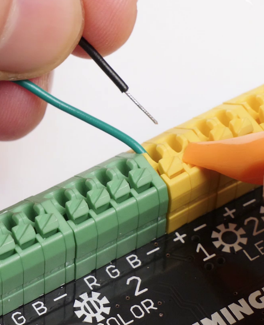 G B – R G B – + – + –
2
COLOR
1
2
LE
MING